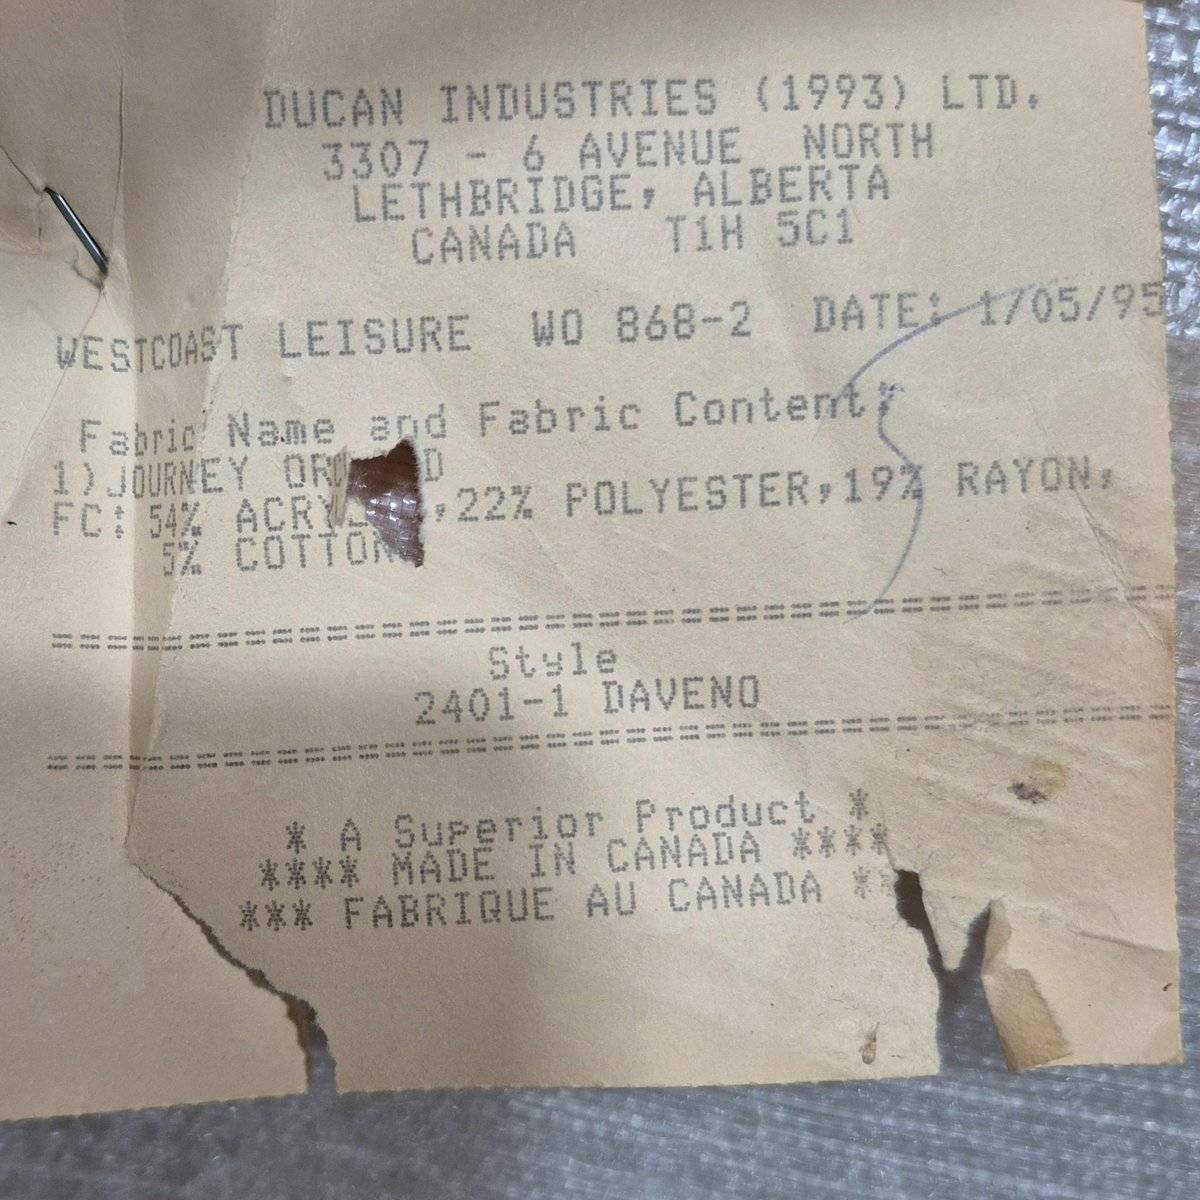 DUCAN INDUSTRIES (1993) LTD.
3307 - 6 AVENUE NORTH
LETHBRIDGE, ALBERTA
CANADA T1H 5C1
WESTCOAST LEISURE WO 868-2 DATE: 1/05/95
Fabric Name and Fabric Content:
1) JOURNEY
FC: 54% ,22% POLYESTER,19% RAYON,
5% COTTON
Style
2401-1 DAVENO
* A Superior Product *
**** MADE IN CANADA ****
*** FABRIQUE AU CANADA **